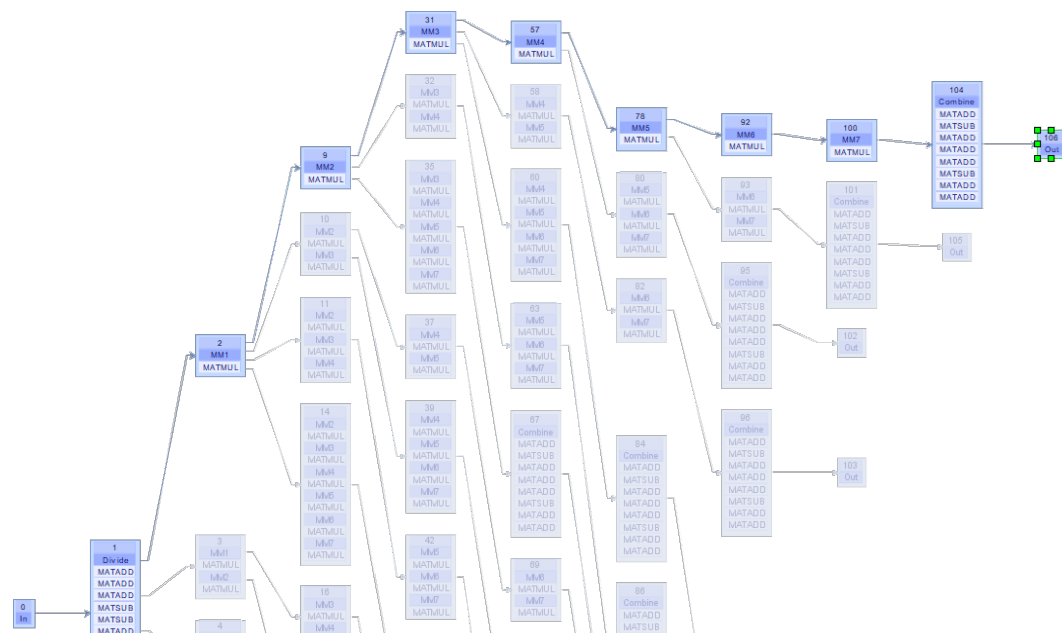 31
MM3
MATMUL
57
MM4
MATMUL
32
MM3
MATMUL
MM4
MATMUL
58
MM4
MATMUL
MM5
MATMUL
104
Combine
MATADD
MATSUB
MATADD
MATADD
MATADD
MATSUB
MATADD
MATADD
78
MM5
MATMUL
92
MM6
MATMUL
100
MM7
MATMUL
106
Out
9
MM2
MATMUL
35
MM3
MATMUL
MM4
MATMUL
MM5
MATMUL
MM6
MATMUL
MM7
MATMUL
60
MM4
MATMUL
MM5
MATMUL
MM6
MATMUL
MM7
MATMUL
80
MM5
MATMUL
MM6
MATMUL
MM7
MATMUL
93
MM6
MATMUL
MM7
MATMUL
101
Combine
MATADD
MATSUB
MATADD
MATADD
MATADD
MATSUB
MATADD
MATADD
105
Out
10
MM2
MATMUL
MM3
MATMUL
11
MM2
MATMUL
MM3
MATMUL
MM4
MATMUL
37
MM4
MATMUL
MM5
MATMUL
63
MM5
MATMUL
MM6
MATMUL
MM7
MATMUL
82
MM6
MATMUL
MM7
MATMUL
95
Combine
MATADD
MATSUB
MATADD
MATADD
MATADD
MATSUB
MATADD
MATADD
102
Out
2
MM1
MATMUL
14
MM2
MATMUL
MM3
MATMUL
MM4
MATMUL
MM5
MATMUL
MM6
MATMUL
MM7
MATMUL
39
MM4
MATMUL
MM5
MATMUL
MM6
MATMUL
MM7
MATMUL
67
Combine
MATADD
MATSUB
MATADD
MATADD
MATADD
MATSUB
MATADD
MATADD
84
Combine
MATADD
MATSUB
MATADD
MATADD
MATADD
MATSUB
MATADD
MATADD
96
Combine
MATADD
MATSUB
MATADD
MATADD
MATADD
MATSUB
MATADD
MATADD
103
Out
1
Divide
MATADD
MATADD
MATADD
MATSUB
MATSUB
MATADD
3
MM1
MATMUL
MM2
MATMUL
42
MM5
MATMUL
MM6
MATMUL
MM7
MATMUL
69
MM6
MATMUL
MM7
MATMUL
0
In
4
16
MM3
MATMUL
MM4
Combine
MATADD
MATSUB